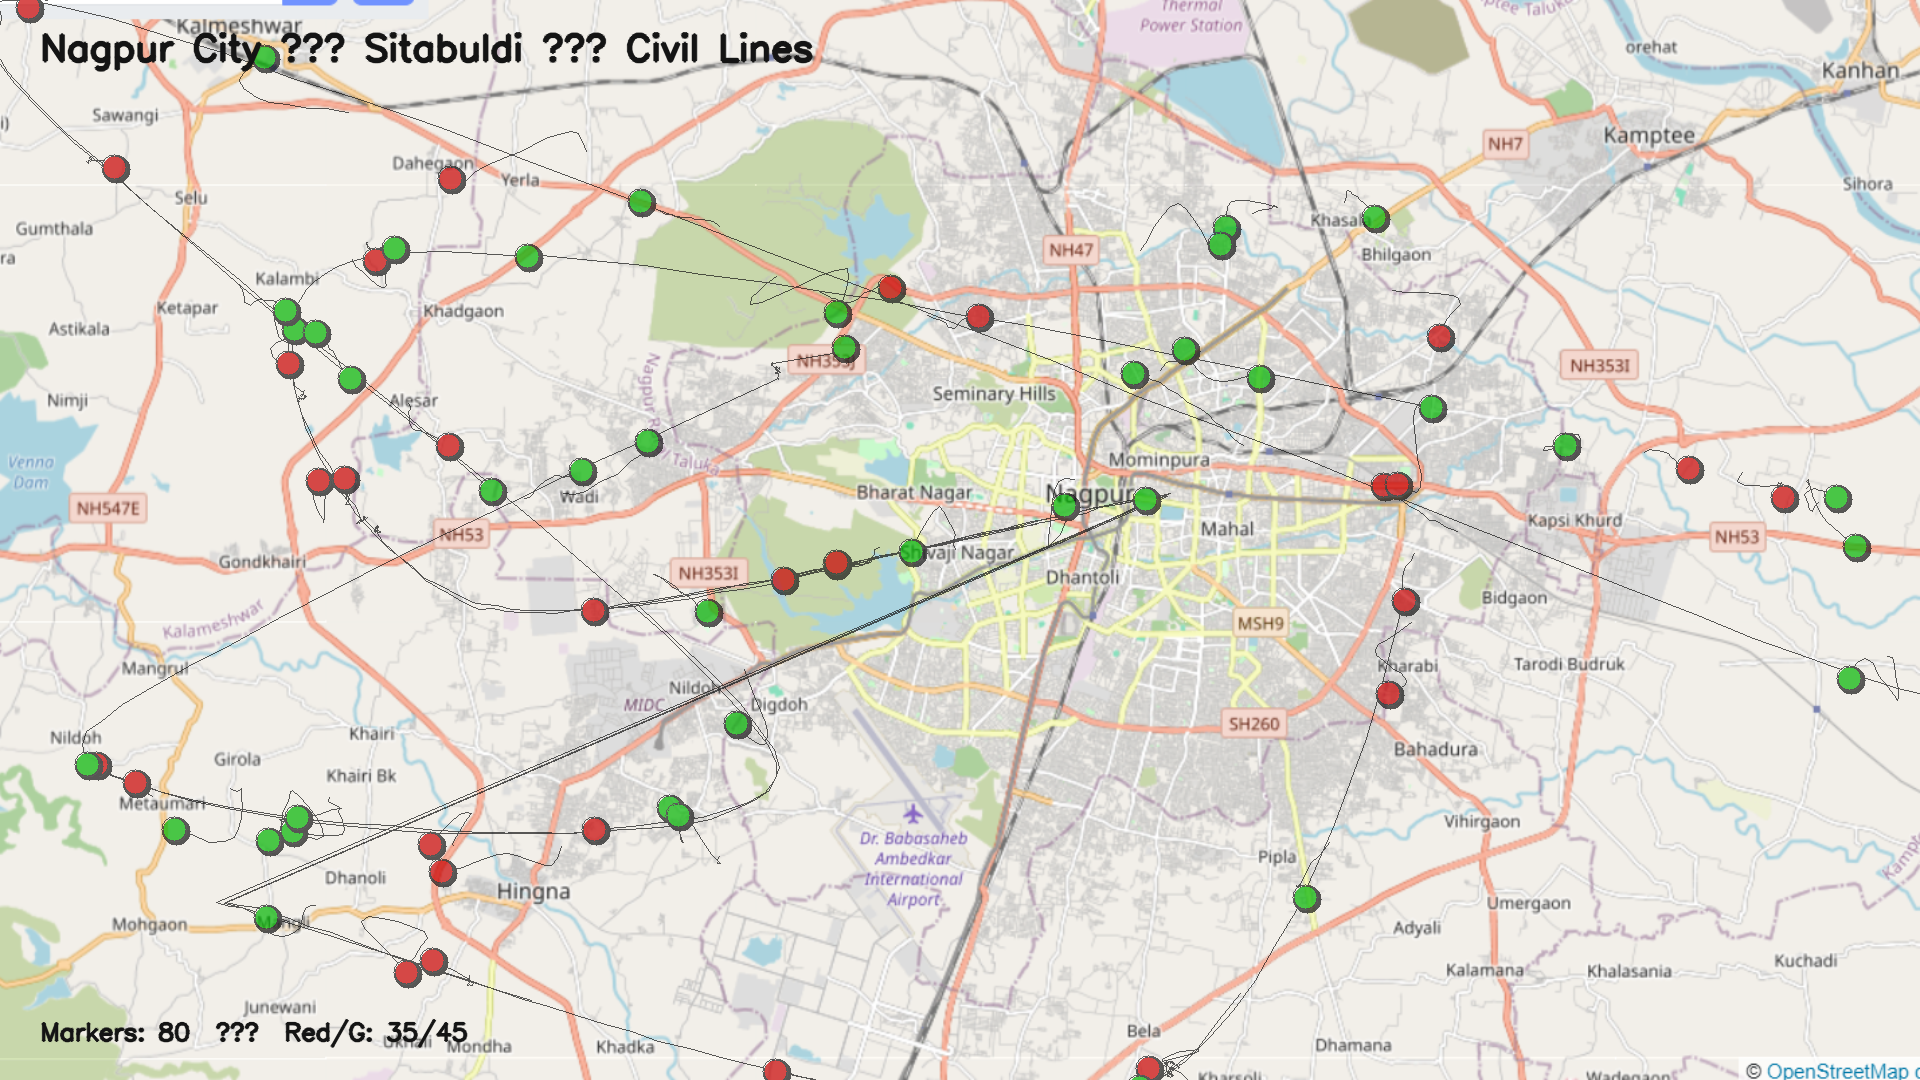 Kalmeshwar
Nagpur City ??? Sitabuldi ??? Civil Lines
Thermal
Power Station
orehat
Kanhan
Sawangi
NH7
Kamptee
Dahegaon
Yerla
Selu
Sihora
Gumthala
Khasala
NH47
Bhilgaon
Kalambi
Ketapar
Khadgaon
Astikala
NH353J
NH353I
Nagpur
Seminary Hills
Nimji
Alesar
Mominpura
Taluka
Venna
Dam
Wadi
Bharat Nagar
Nagpur
NH547E
Mahal
Kapsi Khurd
NH53
NH53
Gondkhairi
Shivaji Nagar
NH353I
Dhantoli
Bidgaon
Kalameshwar
MSH9
Mangrul
Kharabi
Tarodi Budruk
Nildoh
MIDC
Digdoh
SH260
Nildoh
Khairi
Bahadura
Girola
Khairi Bk
Metaumari
Vihirgaon
Dr. Babasaheb
Ambedkar
International
Airport
Pipla
Dhanoli
Hingna
Umergaon
Mohgaon
Mangli
Adyali
Kalamana
Khalasania
Kuchadi
Junewani
Markers: 80 ??? Red/G: 35/45
Ukhali
Mondha
Khadka
Bela
Dhamana
Kharsoli
Wadegaon
© OpenStreetMap